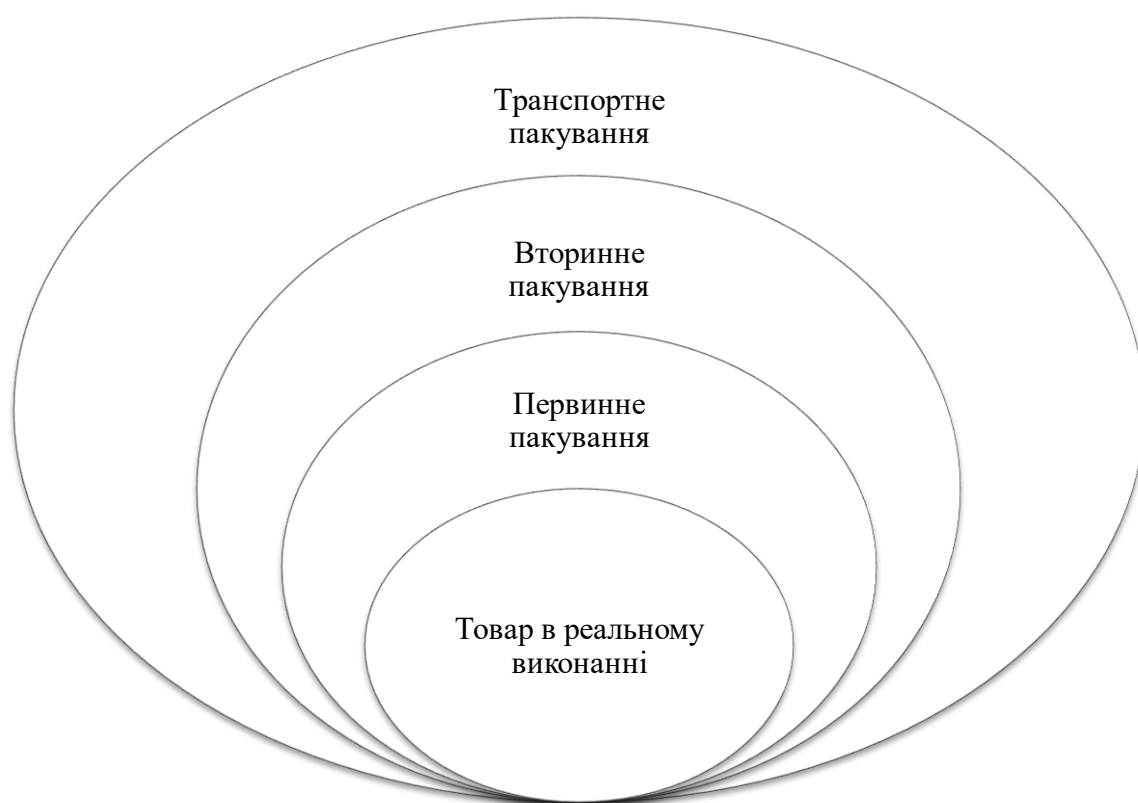 Транспортне
пакування
Вторинне
пакування
Первинне
пакування
Товар в реальному
виконанні